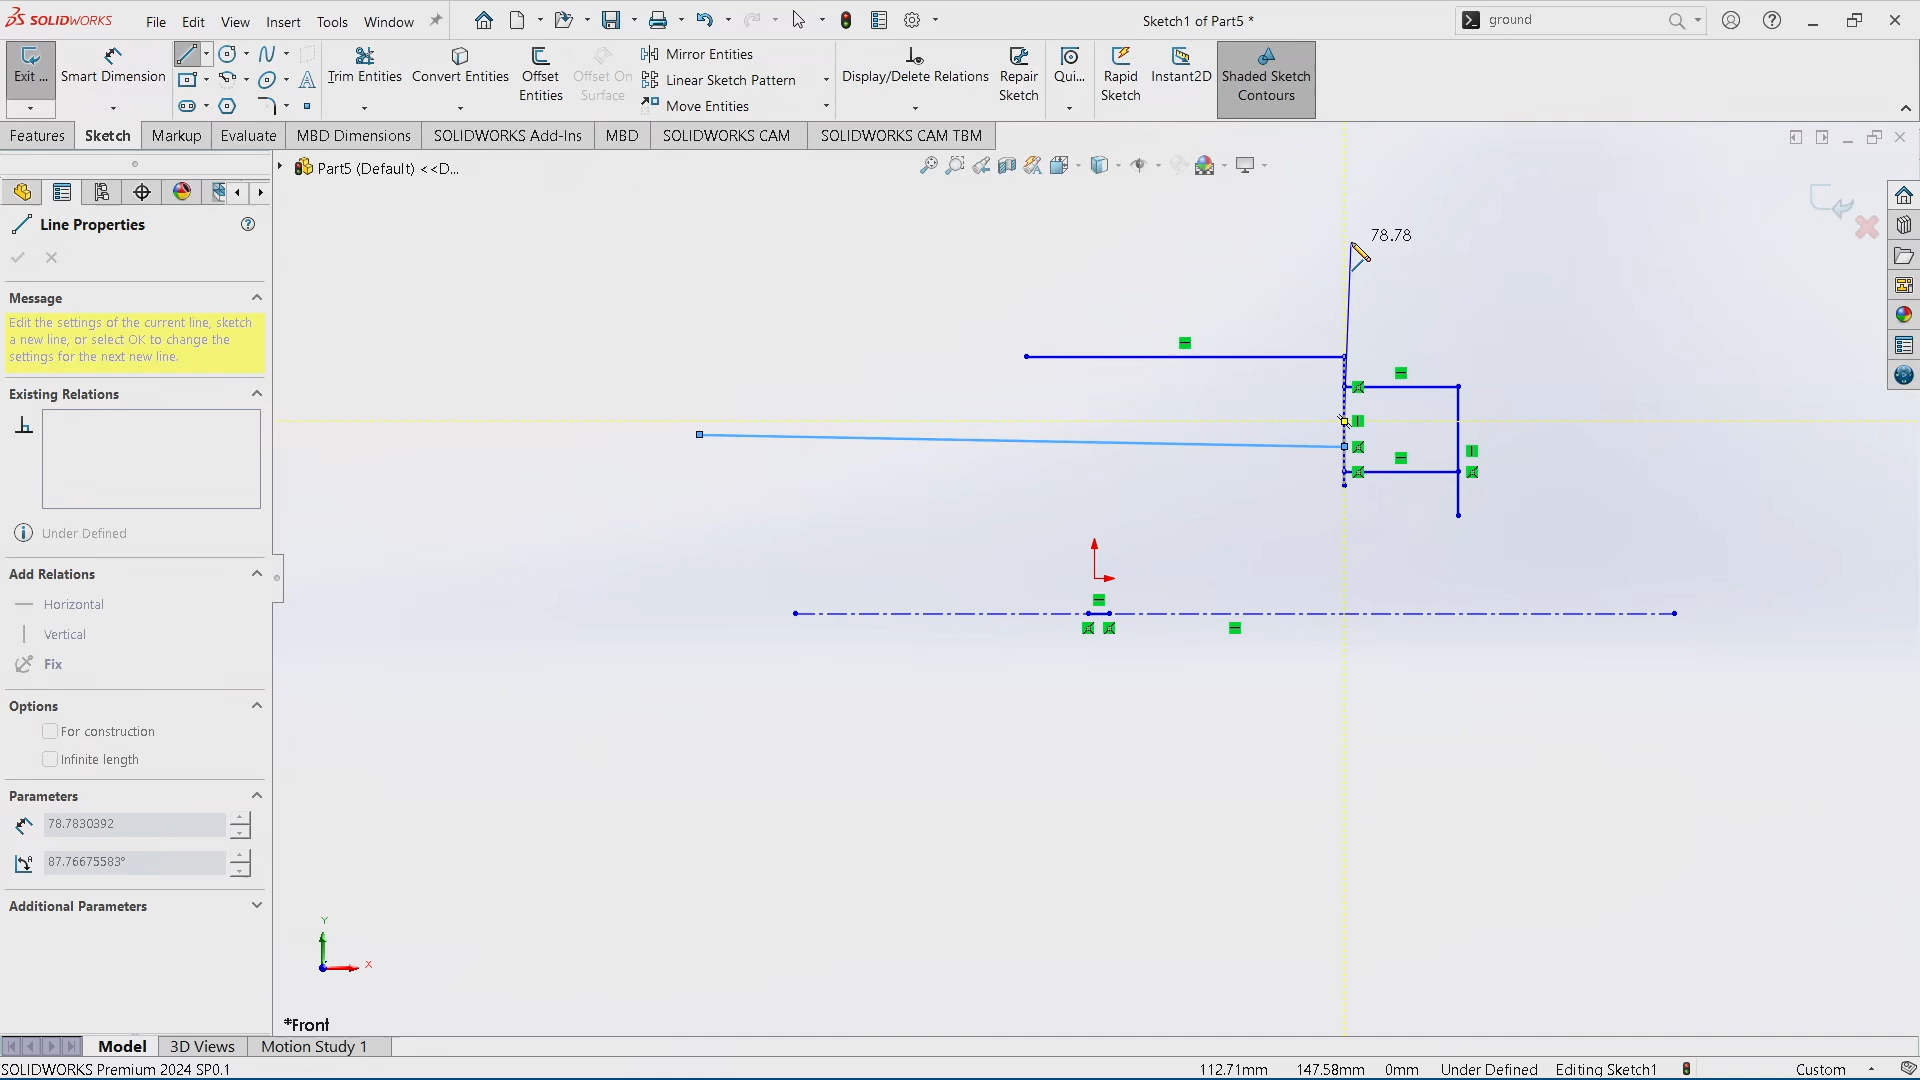 SOLIDWORKS File Edit View Insert Tools Window Sketch1 of Part5 * ground
Exit ... Smart Dimension Trim Entities Convert Entities Offset Entities Offset On Surface Mirror Entities Linear Sketch Pattern Move Entities Display/Delete Relations Repair Sketch Qui... Rapid Sketch Instant2D Shaded Sketch Contours
Features Sketch Markup Evaluate MBD Dimensions SOLIDWORKS Add-Ins MBD SOLIDWORKS CAM SOLIDWORKS CAM TBM
Part5 (Default) <<D...
Line Properties
Message
Edit the settings of the current line, sketch
a new line, or select OK to change the
settings for the next new line.
Existing Relations
Under Defined
Add Relations
Horizontal
Vertical
Fix
Options
For construction
Infinite length
Parameters
78.7830392
87.76675583°
Additional Parameters
78.78
Y
X
*Front
Model 3D Views Motion Study 1
SOLIDWORKS Premium 2024 SP0.1 112.71mm 147.58mm 0mm Under Defined Editing Sketch1 Custom